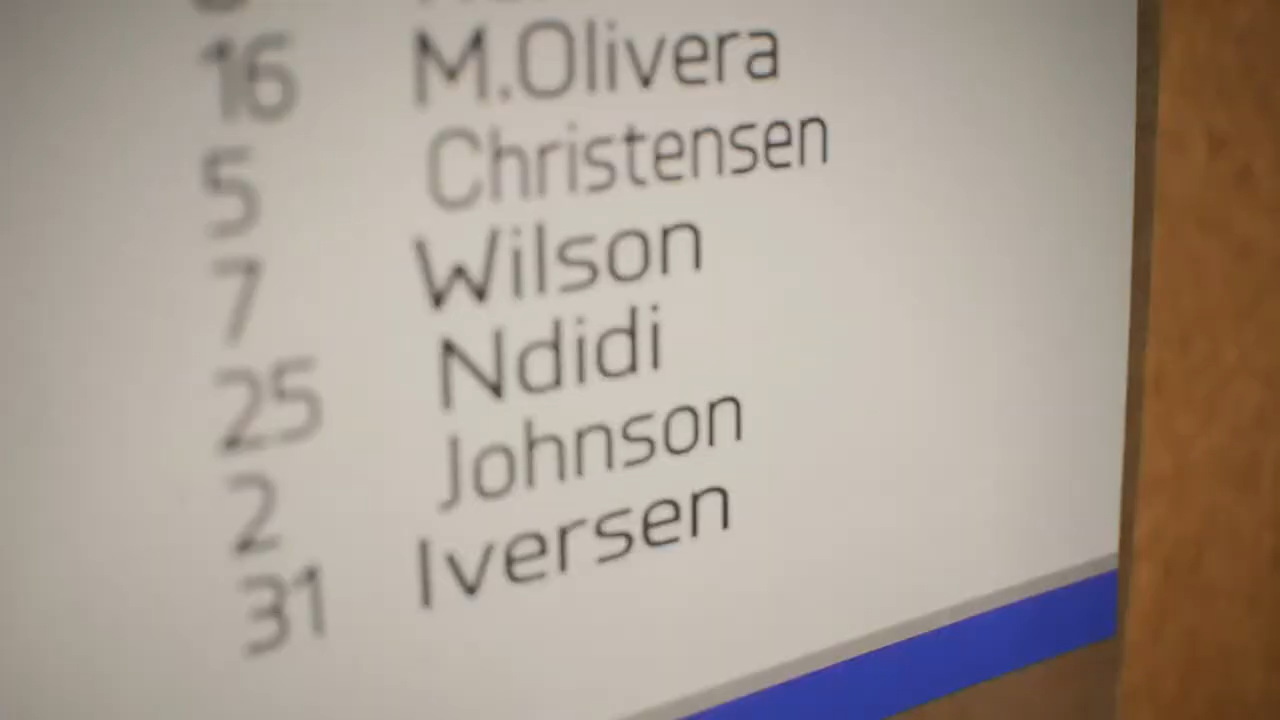 16 M.Olivera
5 Christensen
7 Wilson
25 Ndidi
2 Johnson
31 Iversen